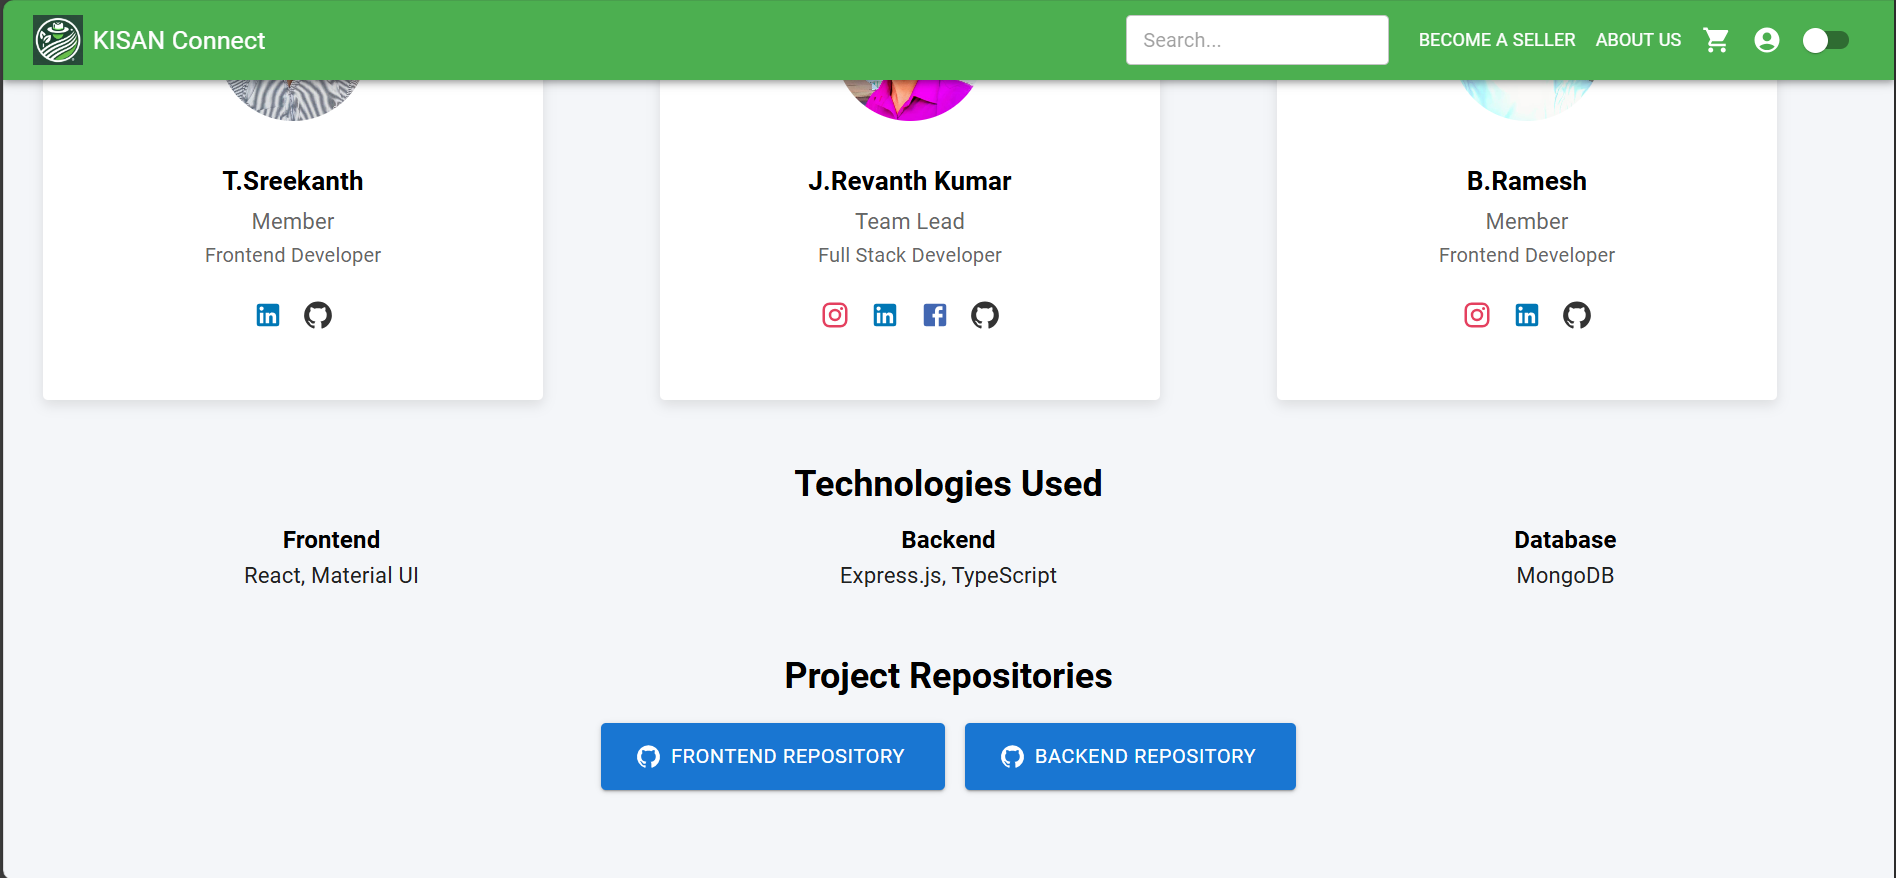 KISAN Connect
Search...
BECOME A SELLER
ABOUT US
T.Sreekanth
Member
Frontend Developer
J.Revanth Kumar
Team Lead
Full Stack Developer
B.Ramesh
Member
Frontend Developer
Technologies Used
Frontend
React, Material UI
Backend
Express.js, TypeScript
Database
MongoDB
Project Repositories
FRONTEND REPOSITORY
BACKEND REPOSITORY